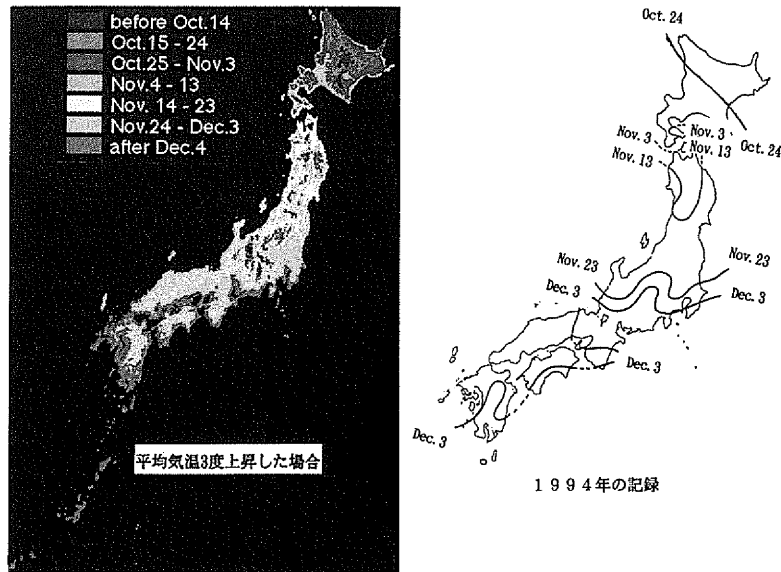 before Oct.14
Oct.15 - 24
Oct.25 - Nov.3
Nov.4 - 13
Nov. 14 - 23
Nov.24 - Dec.3
after Dec.4
平均気温3度上昇した場合
Oct. 24
Nov. 3
Nov. 3
Nov. 13
Oct. 24
Nov. 13
Nov. 23
Nov. 23
Dec. 3
Dec. 3
Dec. 3
Dec. 3
1994年の記録